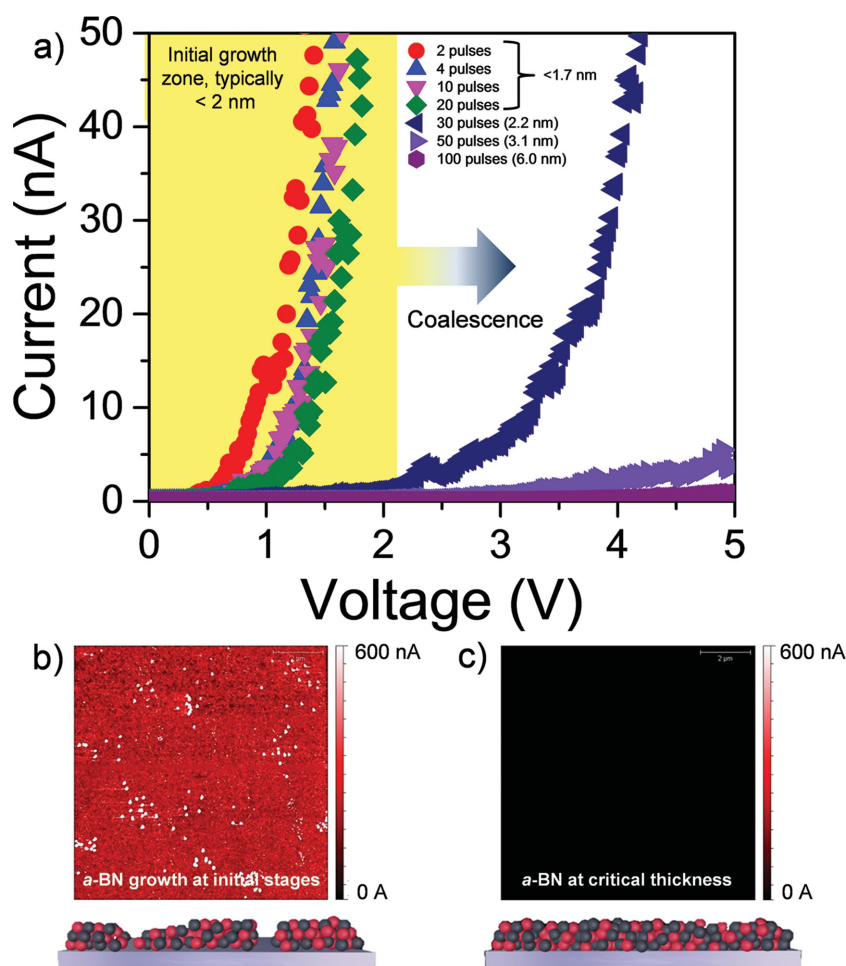 a)
50
40
30
20
10
0
Current (nA)
Initial growth
zone, typically
< 2 nm
2 pulses
4 pulses
10 pulses
20 pulses
<1.7 nm
30 pulses (2.2 nm)
50 pulses (3.1 nm)
100 pulses (6.0 nm)
Coalescence
0 1 2 3 4 5
Voltage (V)
b)
600 nA
a-BN growth at initial stages
0 A
c)
2 µm
600 nA
a-BN at critical thickness
0 A